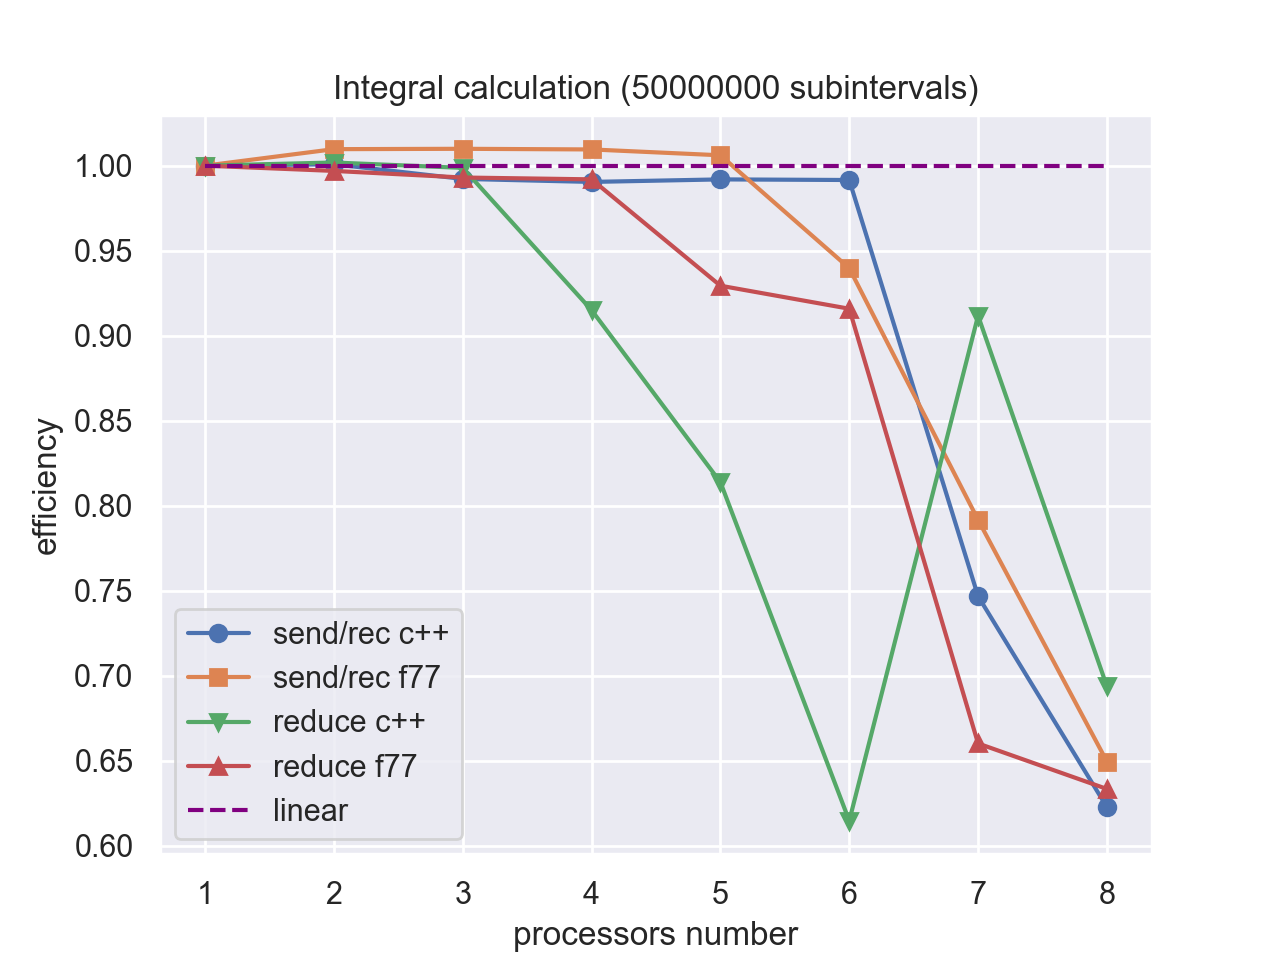 Integral calculation (50000000 subintervals)
efficiency
1.00
0.95
0.90
0.85
0.80
0.75
0.70
0.65
0.60
send/rec c++
send/rec f77
reduce c++
reduce f77
linear
1 2 3 4 5 6 7 8
processors number